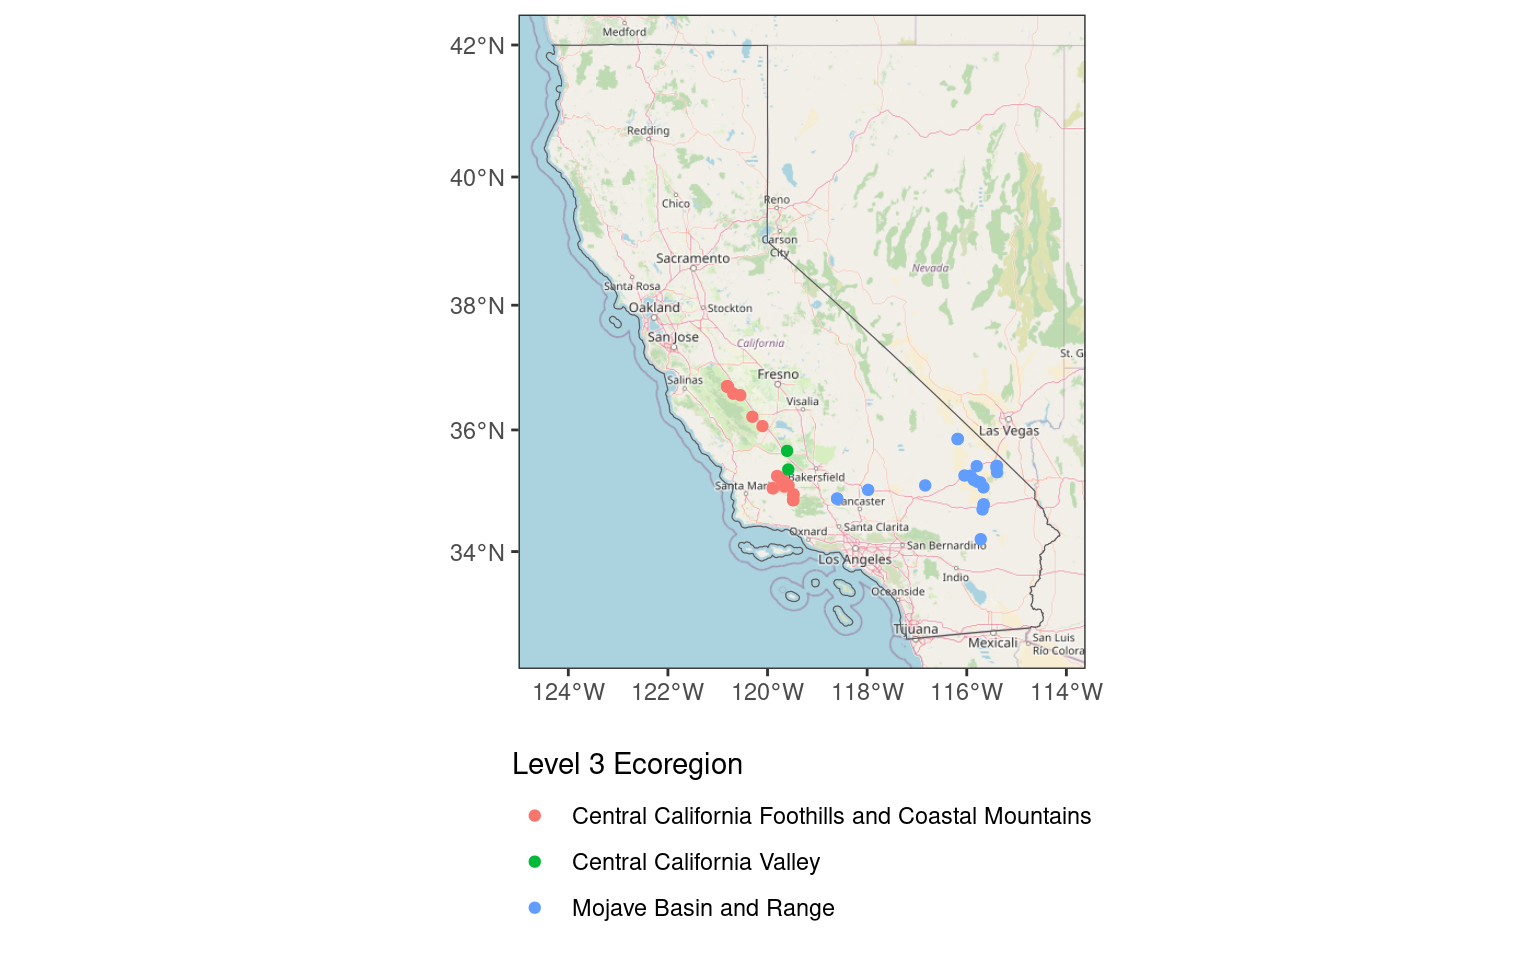 Medford
42°N
Redding
40°N
Chico
Reno
Carson
City
Sacramento
Nevada
Santa Rosa
38°N
Oakland
Stockton
San Jose
California
St. G
Fresno
Salinas
Visalia
36°N
Las Vegas
Bakersfield
Santa Mar
ancaster
Santa Clarita
Oxnard
San Bernardino
34°N
Los Angeles
Indio
Oceanside
Tijuana
Mexicali
San Luis
Río Colora
124°W 122°W 120°W 118°W 116°W 114°W
Level 3 Ecoregion
Central California Foothills and Coastal Mountains
Central California Valley
Mojave Basin and Range